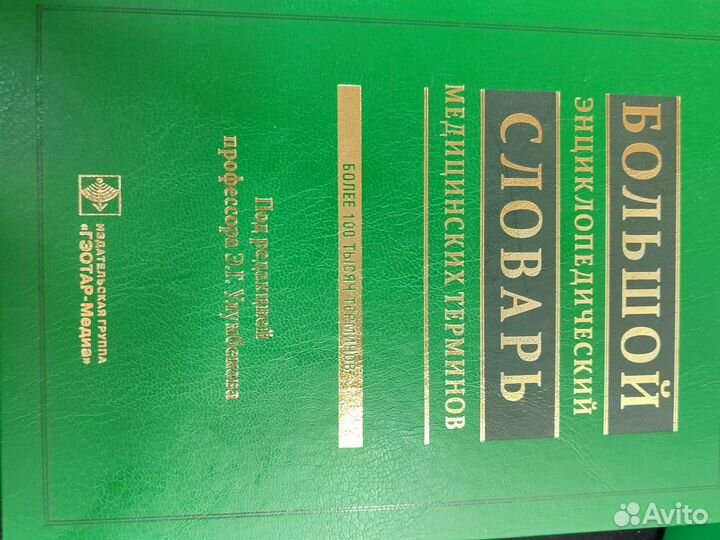 БОЛЬШОЙ
ЭНЦИКЛОПЕДИЧЕСКИЙ
СЛОВАРЬ
МЕДИЦИНСКИХ ТЕРМИНОВ
БОЛЕЕ 100 ТЫСЯЧ ТЕРМИНОВ
Под редакцией
профессора Э.Г. Улумбекова
ИЗДАТЕЛЬСКАЯ ГРУППА
«ГЭОТАР-Медиа»
Avito